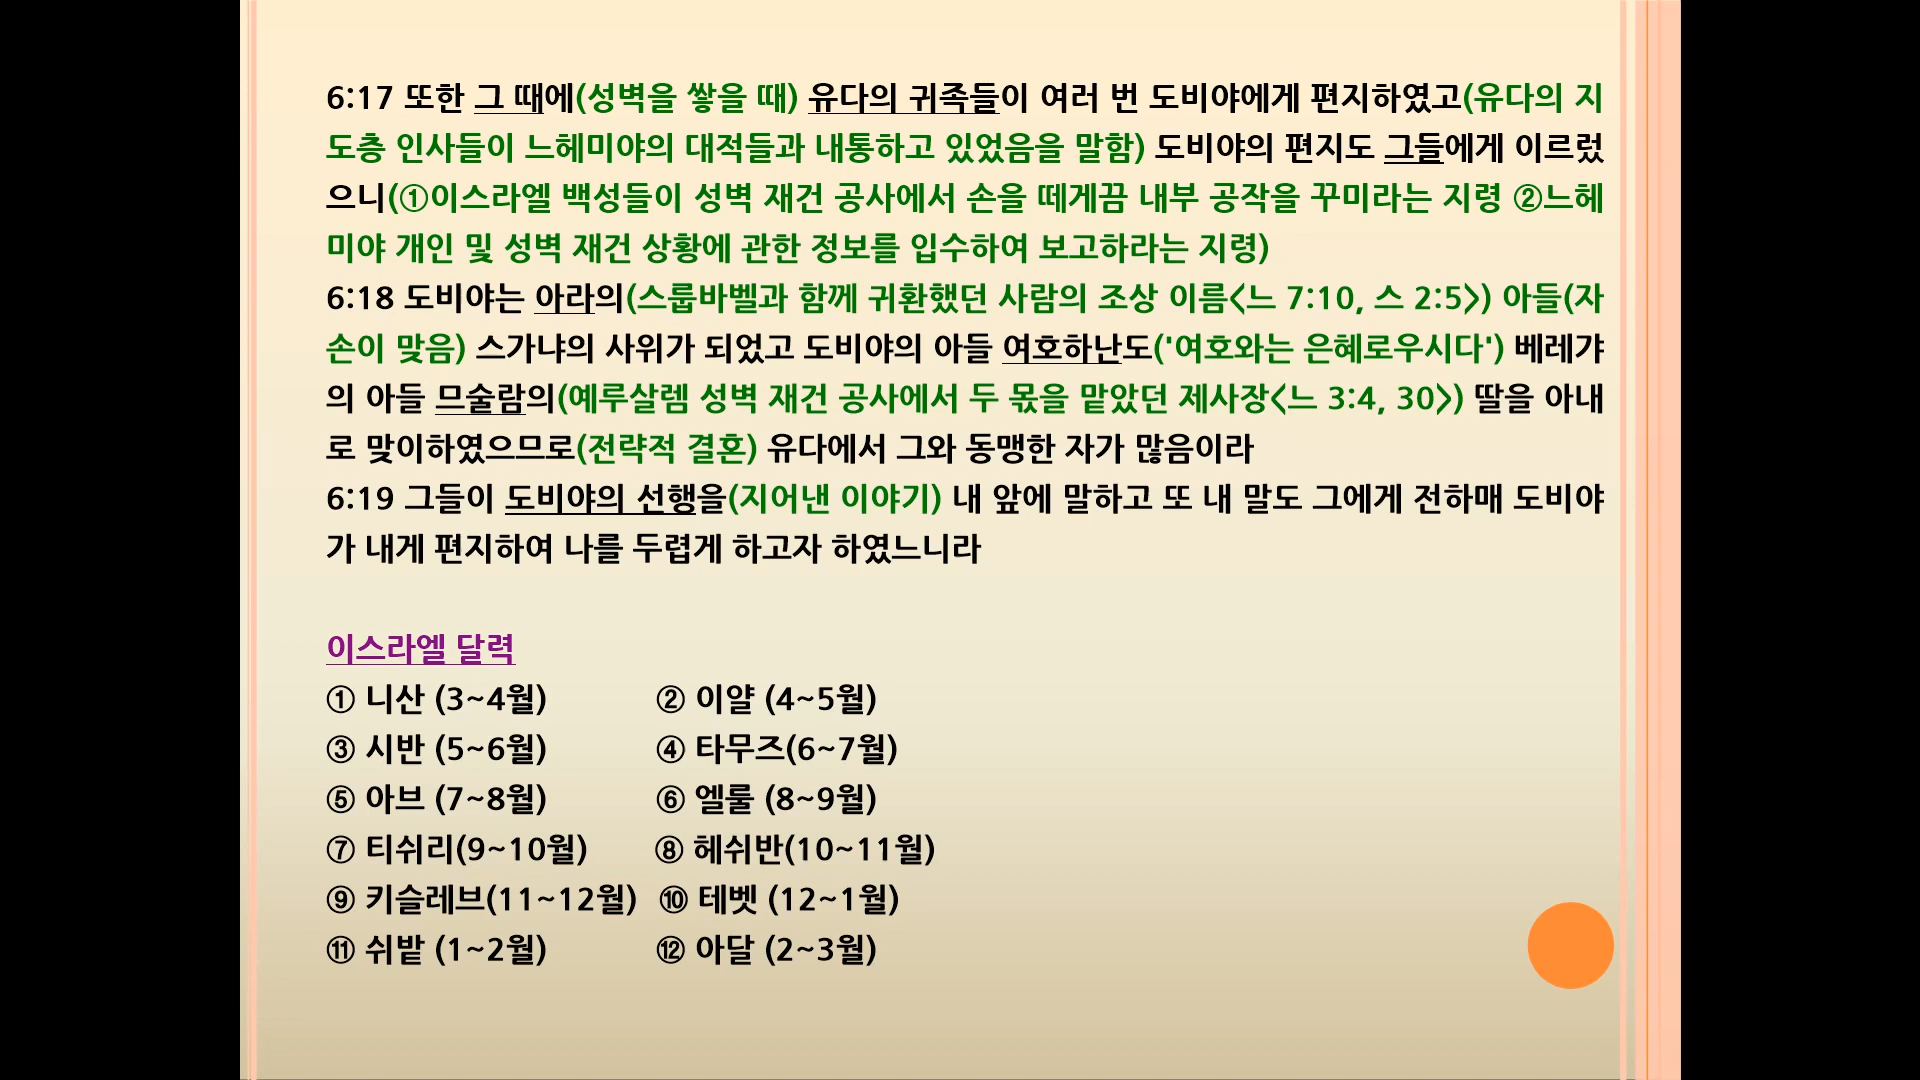 6:17 또한 그 때에(성벽을 쌓을 때) 유다의 귀족들이 여러 번 도비야에게 편지하였고(유다의 지
도층 인사들이 느헤미야의 대적들과 내통하고 있었음을 말함) 도비야의 편지도 그들에게 이르렀
으니(①이스라엘 백성들이 성벽 재건 공사에서 손을 떼게끔 내부 공작을 꾸미라는 지령 ②느헤
미야 개인 및 성벽 재건 상황에 관한 정보를 입수하여 보고하라는 지령)
6:18 도비야는 아라의(스룹바벨과 함께 귀환했던 사람의 조상 이름<느 7:10, 스 2:5>) 아들(자
손이 맞음) 스가냐의 사위가 되었고 도비야의 아들 여호하난도('여호와는 은혜로우시다') 베레갸
의 아들 므술람의(예루살렘 성벽 재건 공사에서 두 몫을 맡았던 제사장<느 3:4, 30>) 딸을 아내
로 맞이하였으므로(전략적 결혼) 유다에서 그와 동맹한 자가 많음이라
6:19 그들이 도비야의 선행을(지어낸 이야기) 내 앞에 말하고 또 내 말도 그에게 전하매 도비야
가 내게 편지하여 나를 두렵게 하고자 하였느니라
이스라엘 달력
① 니산 (3~4월) ② 이얄 (4~5월)
③ 시반 (5~6월) ④ 타무즈(6~7월)
⑤ 아브 (7~8월) ⑥ 엘룰 (8~9월)
⑦ 티쉬리(9~10월) ⑧ 헤쉬반(10~11월)
⑨ 키슬레브(11~12월) ⑩ 테벳 (12~1월)
⑪ 쉬밭 (1~2월) ⑫ 아달 (2~3월)